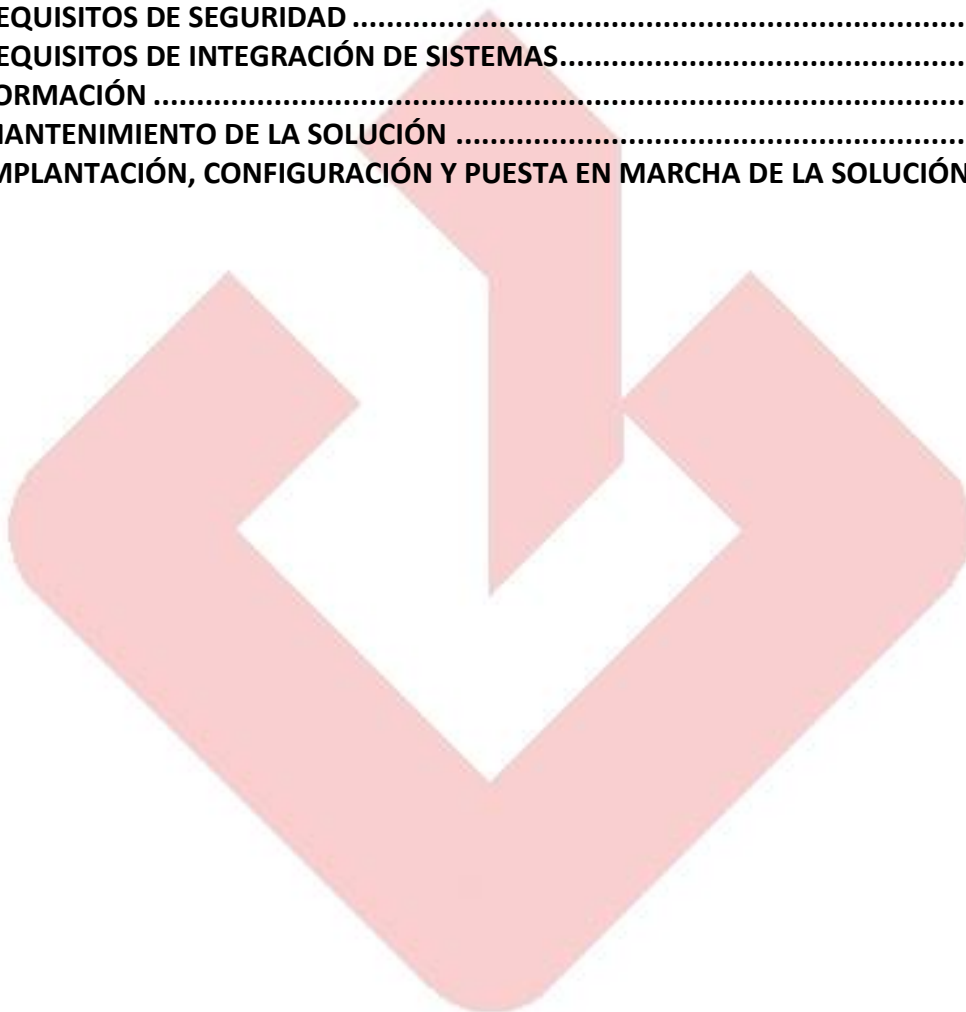 EQUISITOS DE SEGURIDAD ..............................................................................
EQUISITOS DE INTEGRACIÓN DE SISTEMAS..................................................
ORMACIÓN ..........................................................................................................
MANTENIMIENTO DE LA SOLUCIÓN ................................................................
MPLANTACIÓN, CONFIGURACIÓN Y PUESTA EN MARCHA DE LA SOLUCIÓN